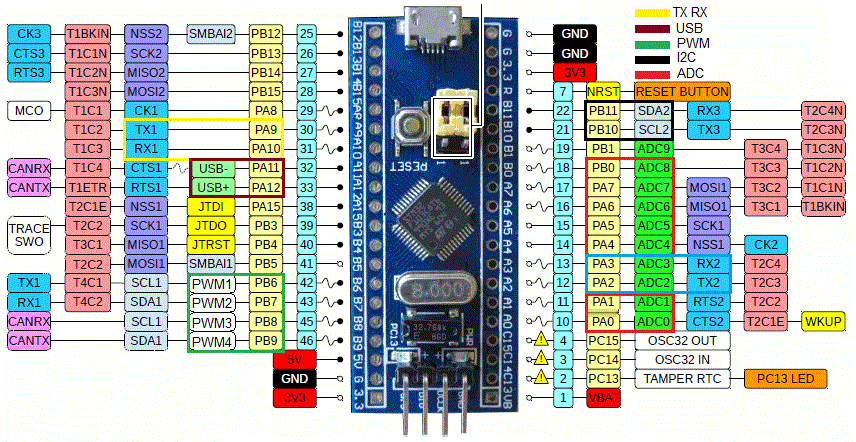 TX RX
USB
PWM
I2C
ADC
CK3 T1BKIN NSS2 SMBAI2 PB12 25
CTS3 T1C1N SCK2 PB13 26
RTS3 T1C2N MISO2 PB14 27
T1C3N MOSI2 PB15 28
MCO T1C1 CK1 PA8 29
T1C2 TX1 PA9 30
T1C3 RX1 PA10 31
CANRX T1C4 CTS1 USB- PA11 32
CANTX T1ETR RTS1 USB+ PA12 33
T2C1E NSS1 JTDI PA15 38
TRACE SWO T2C2 SCK1 JTDO PB3 39
T3C1 MISO1 JTRST PB4 40
T2C2 MOSI1 SMBAI1 PB5 41
TX1 T4C1 SCL1 PWM1 PB6 42
RX1 T4C2 SDA1 PWM2 PB7 43
CANRX SCL1 PWM3 PB8 45
CANTX SDA1 PWM4 PB9 46
5V
GND
3V3
B12 B13 B14 B15 A8 A9 A10 A11 A12 A15 B3 B4 B5 B6 B7 B8 B9 5V G 3.3
RESET
8.000
32.768K
PC13
PWR
G G 3.3 R B11 B10 B1 B0 A7 A6 A5 A4 A3 A2 A1 A0 C15 C14 C13 VB
GND
GND
3V3
7 NRST RESET BUTTON
22 PB11 SDA2 RX3 T2C4N
21 PB10 SCL2 TX3 T2C3N
19 PB1 ADC9 T3C4 T1C3N
18 PB0 ADC8 T3C3 T1C2N
17 PA7 ADC7 MOSI1 T3C2 T1C1N
16 PA6 ADC6 MISO1 T3C1 T1BKIN
15 PA5 ADC5 SCK1
14 PA4 ADC4 NSS1 CK2
13 PA3 ADC3 RX2 T2C4
12 PA2 ADC2 TX2 T2C3
11 PA1 ADC1 RTS2 T2C2
10 PA0 ADC0 CTS2 T2C1E WKUP
4 PC15 OSC32 OUT
3 PC14 OSC32 IN
2 PC13 TAMPER RTC PC13 LED
1 VBAT